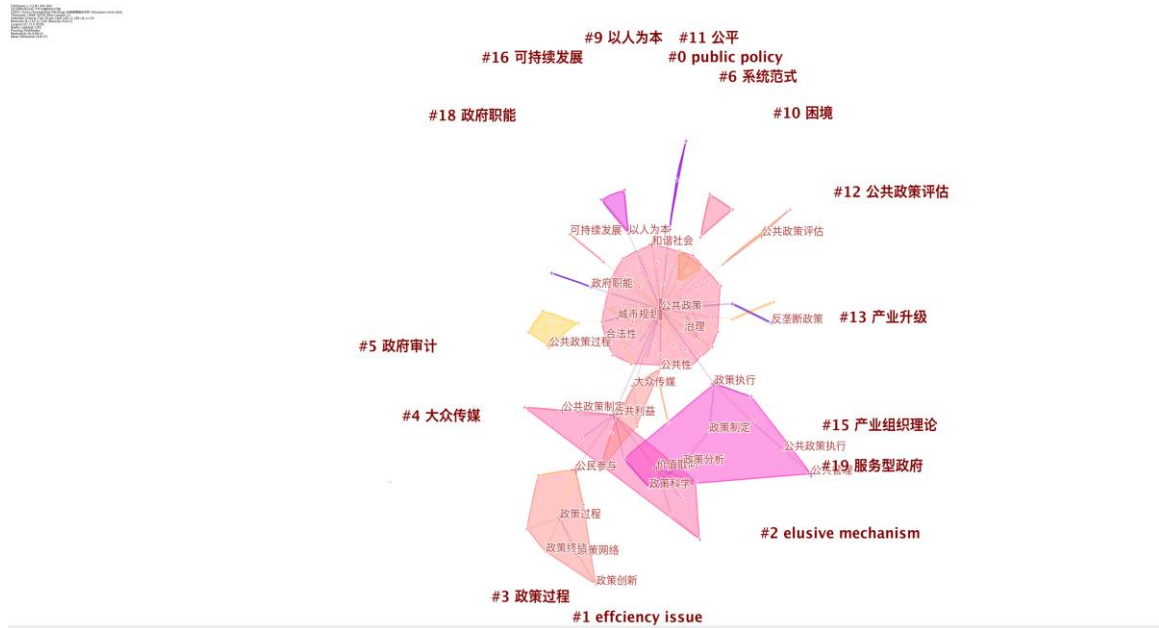 #9 以人为本
#11 公平
#16 可持续发展
#0 public policy
#6 系统范式
#18 政府职能
#10 困境
#12 公共政策评估
可持续发展
以人为本
和谐社会
公共政策评估
政府职能
公共政策
城市规划
治理
反垄断政策
#13 产业升级
合法性
公共政策过程
#5 政府审计
公共性
大众传媒
政策执行
#4 大众传媒
公共政策制定
公共利益
政策制定
#15 产业组织理论
公共政策执行
公民参与
政策分析
#19 服务型政府
政策科学
政策过程
#2 elusive mechanism
政策终结
政策网络
政策创新
#3 政策过程
#1 effciency issue